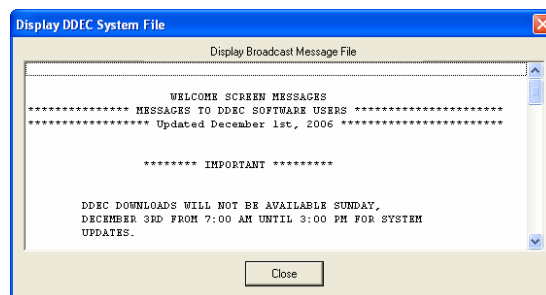 Display DDEC System File
Display Broadcast Message File
WELCOME SCREEN MESSAGES
*************** MESSAGES TO DDEC SOFTWARE USERS **********************
****************** Updated December 1st, 2006 ************************
******** IMPORTANT *********
DDEC DOWNLOADS WILL NOT BE AVAILABLE SUNDAY,
DECEMBER 3RD FROM 7:00 AM UNTIL 3:00 PM FOR SYSTEM
UPDATES.
Close